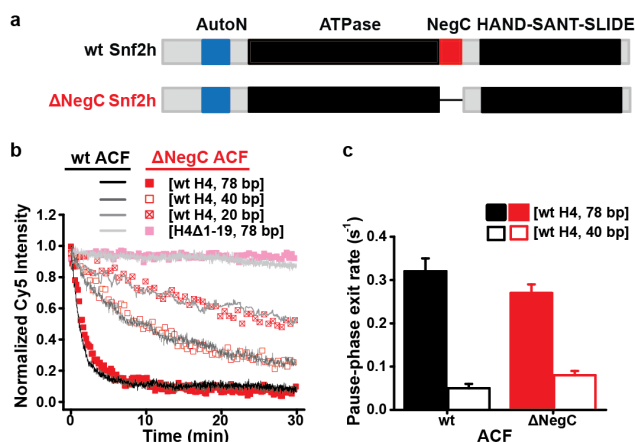 a
AutoN ATPase NegC HAND-SANT-SLIDE
wt Snf2h
ΔNegC Snf2h
b
wt ACF ΔNegC ACF
[wt H4, 78 bp]
[wt H4, 40 bp]
[wt H4, 20 bp]
[H4Δ1-19, 78 bp]
Normalized Cy5 Intensity
1.2
1.0
0.8
0.6
0.4
0.2
0.0
0 10 20 30
Time (min)
c
[wt H4, 78 bp]
[wt H4, 40 bp]
Pause-phase exit rate (s⁻¹)
0.4
0.3
0.2
0.1
0.0
wt ΔNegC
ACF